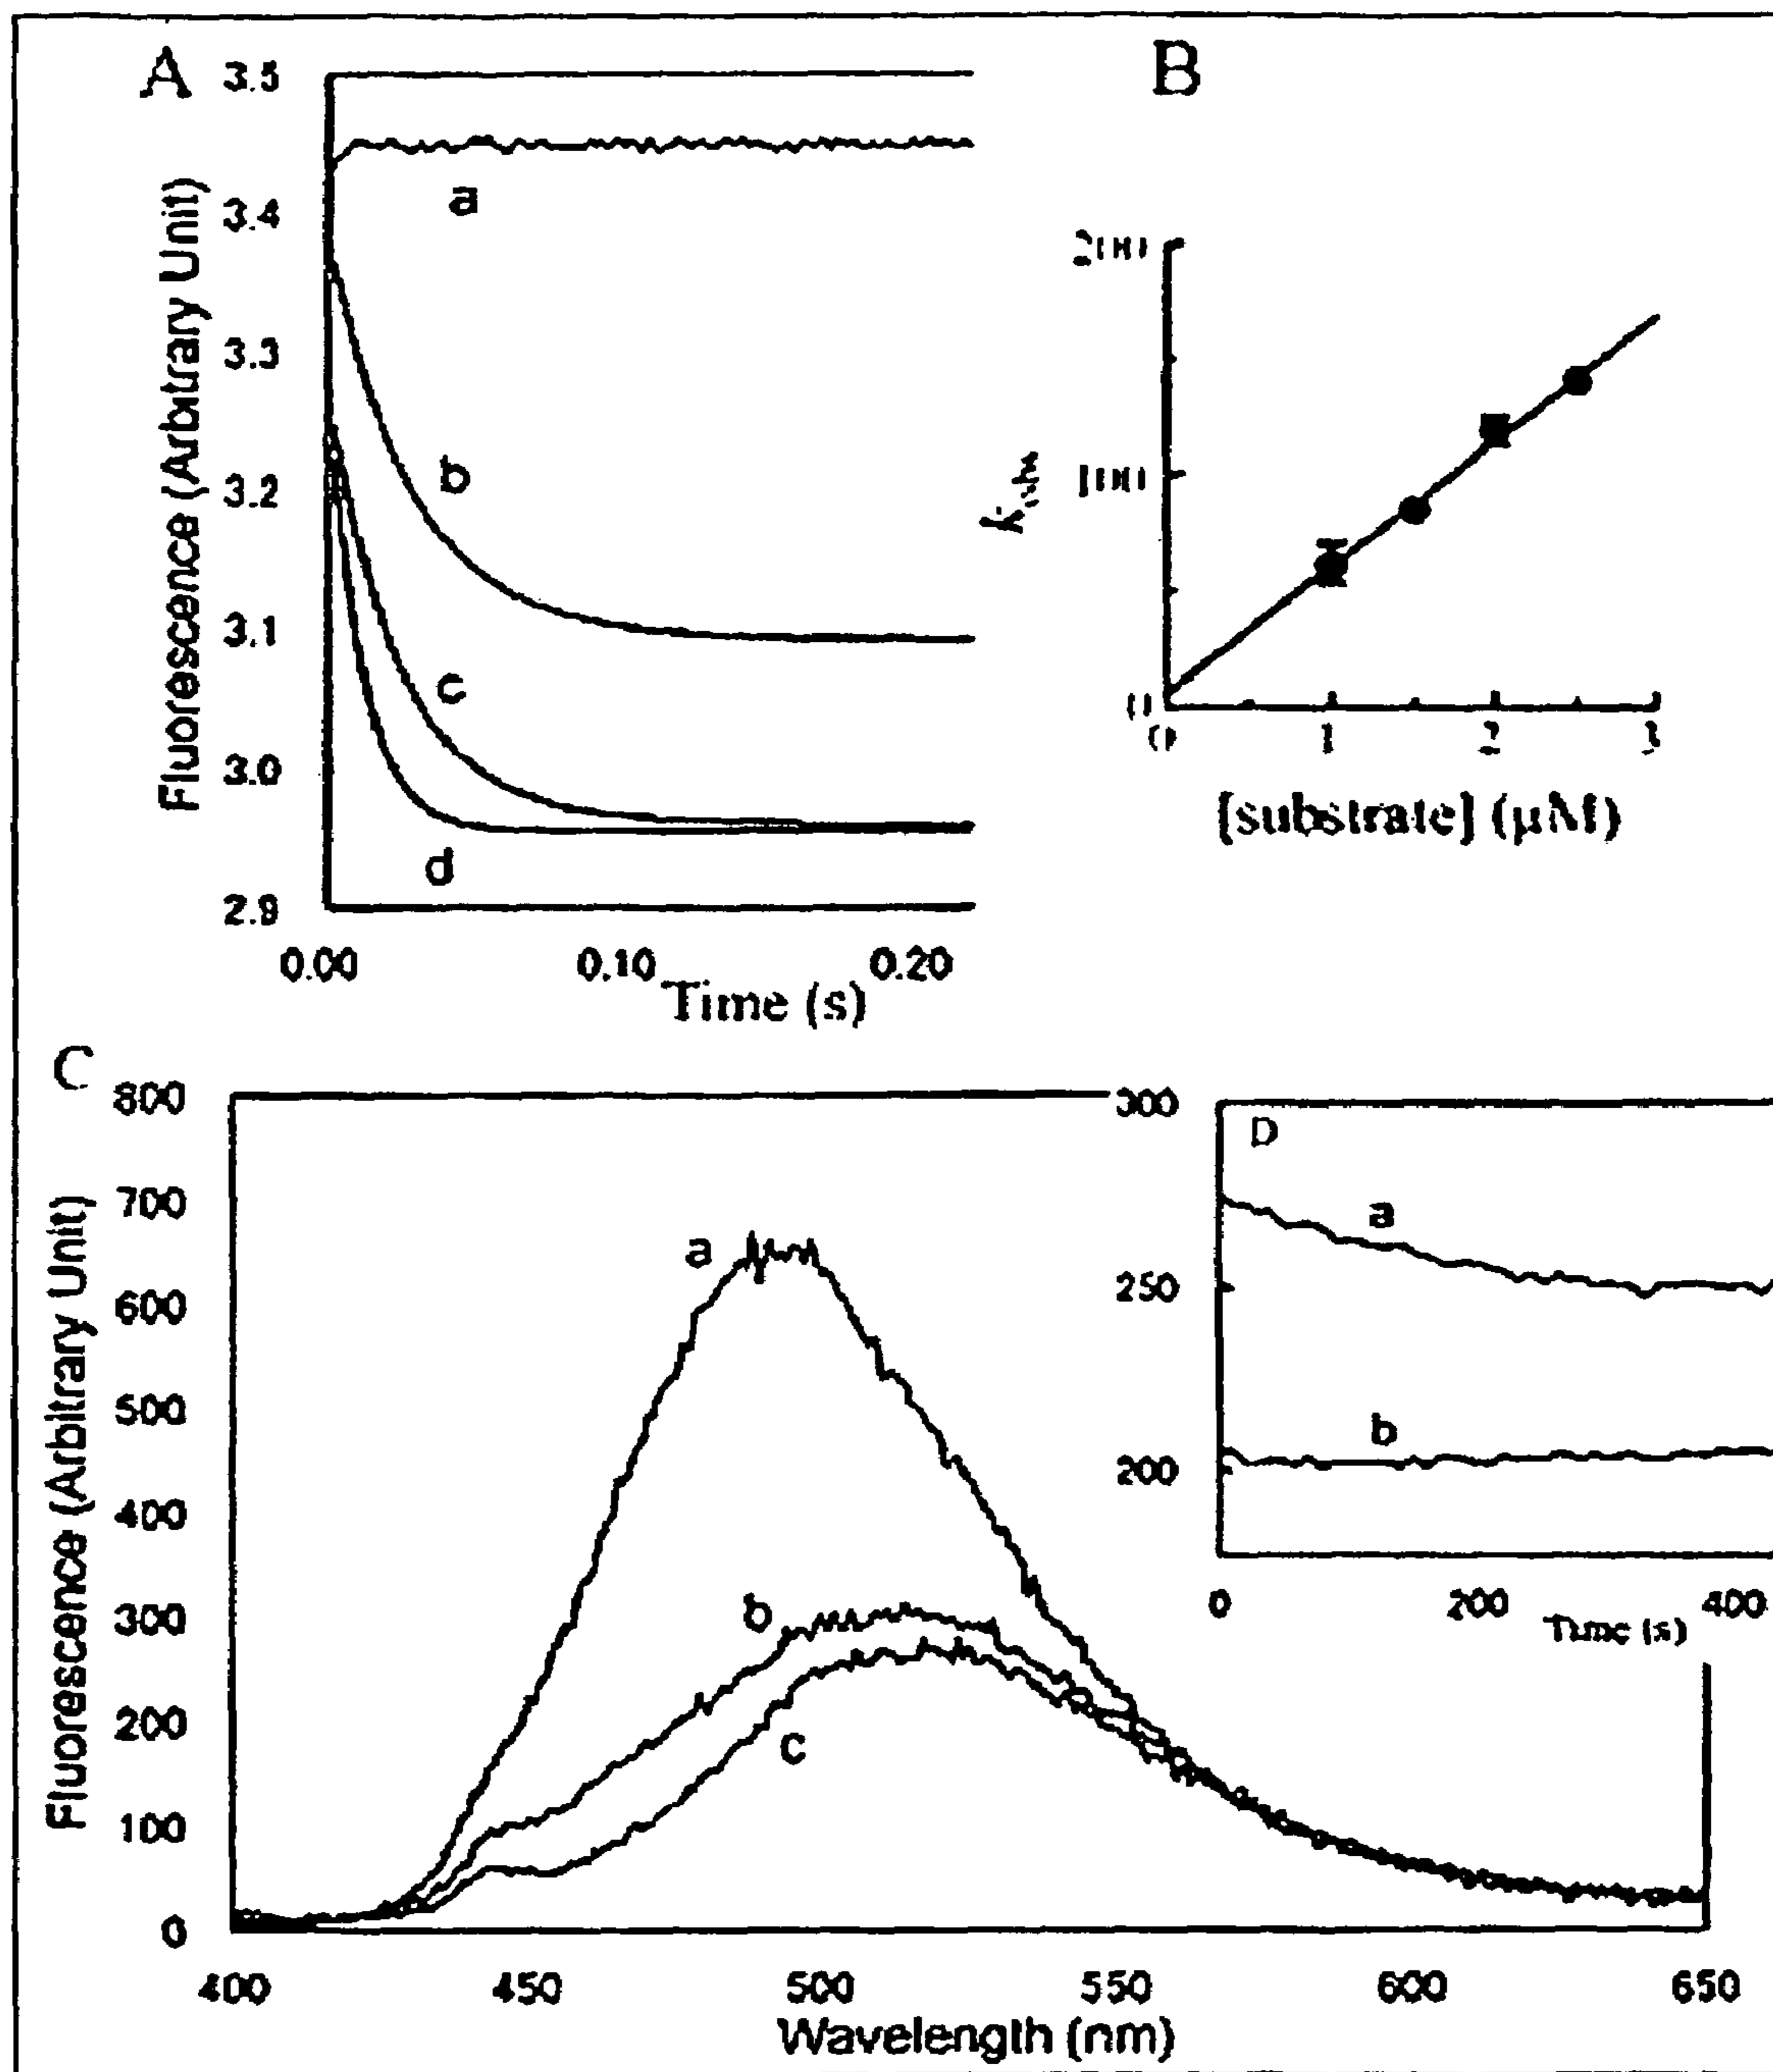 A
3.5
3.4
3.3
3.2
3.1
3.0
2.9
Fluorescence (Arbitrary Unit)
a
b
c
d
0.00 0.10 0.20
Time (s)
B
200
100
0
k
0 1 2 3
[substrate] (µM)
C
800
700
600
500
400
300
200
100
0
Fluorescence (Arbitrary Unit)
a
b
c
400 450 500 550 600 650
Wavelength (nm)
D
300
250
200
a
b
0 200 400
Time (s)